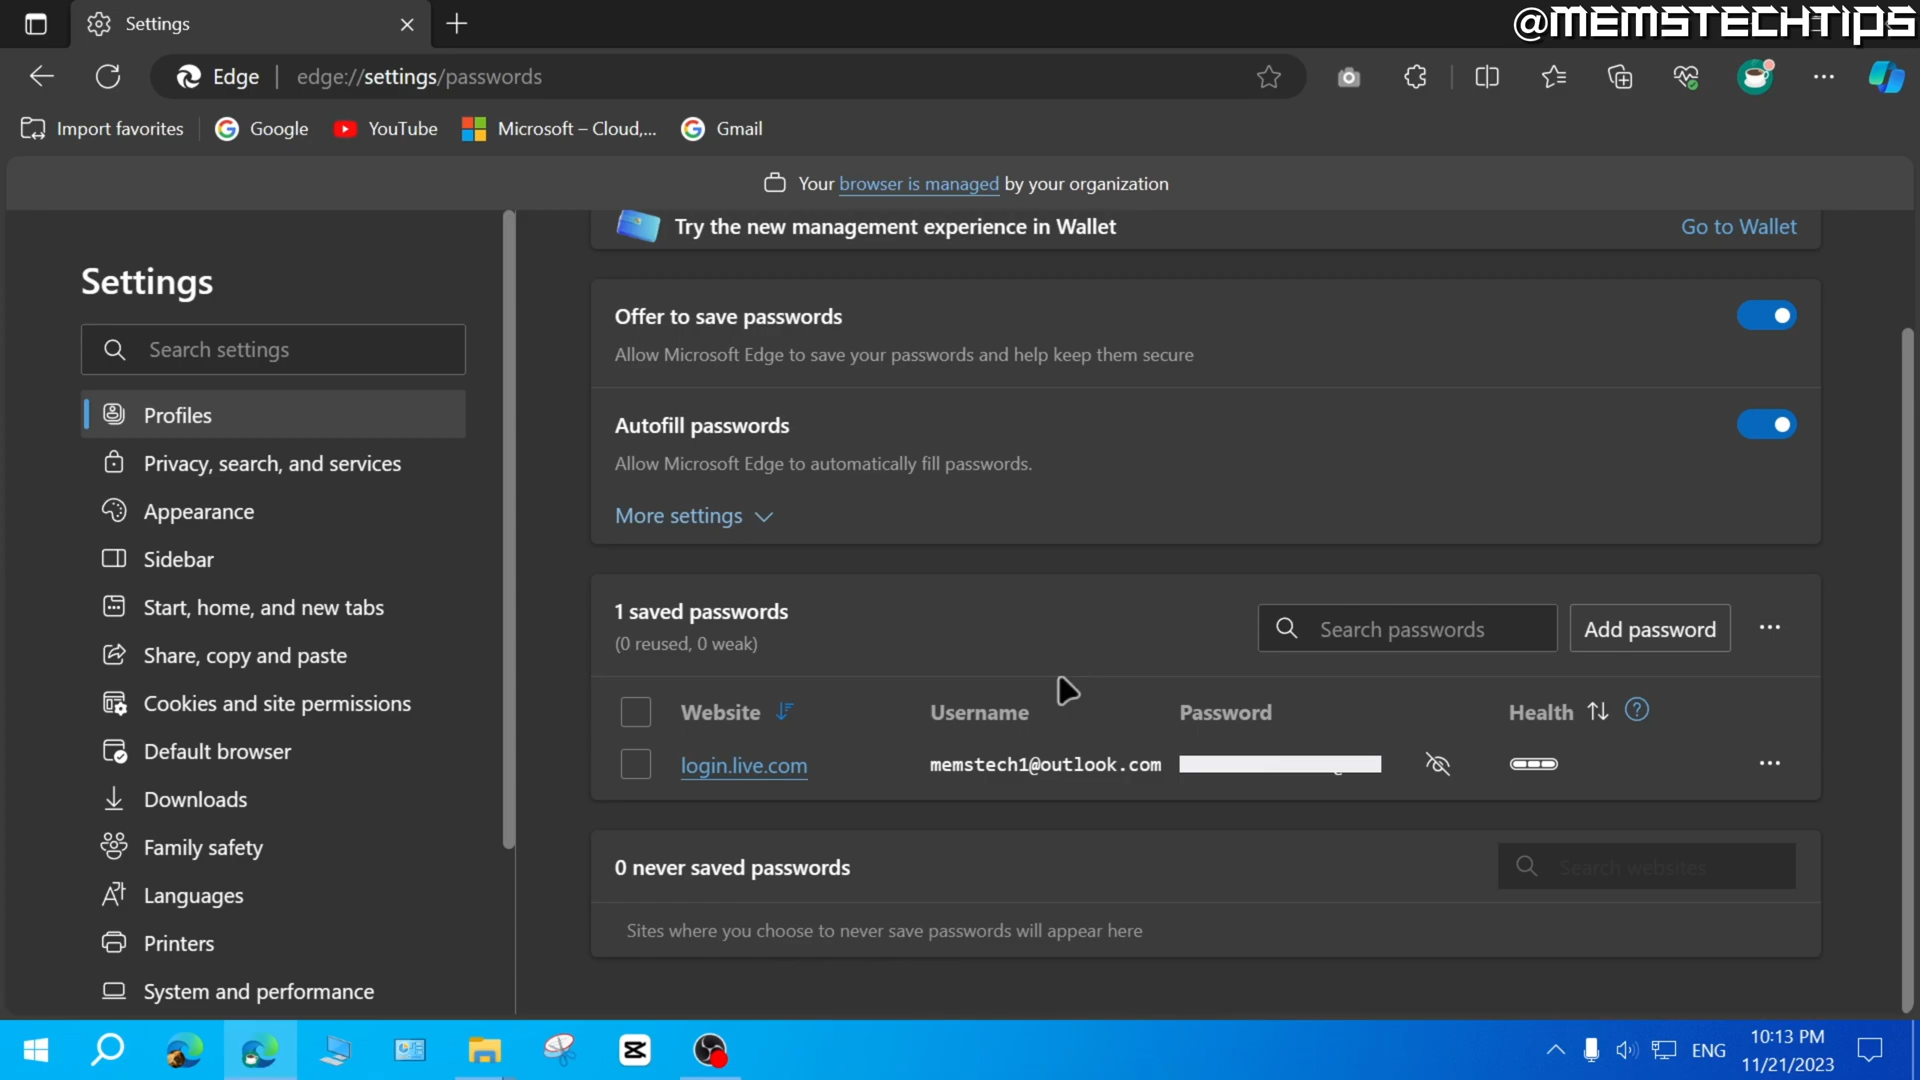 Settings
@MEMSTECHTIPS
Edge
edge://settings/passwords
Import favorites
Google
YouTube
Microsoft – Cloud,...
Gmail
Your browser is managed by your organization
Settings
Search settings
Profiles
Privacy, search, and services
Appearance
Sidebar
Start, home, and new tabs
Share, copy and paste
Cookies and site permissions
Default browser
Downloads
Family safety
Languages
Printers
System and performance
Try the new management experience in Wallet
Go to Wallet
Offer to save passwords
Allow Microsoft Edge to save your passwords and help keep them secure
Autofill passwords
Allow Microsoft Edge to automatically fill passwords.
More settings
1 saved passwords
(0 reused, 0 weak)
Search passwords
Add password
Website
Username
Password
Health
login.live.com
memstech1@outlook.com
0 never saved passwords
Search websites
Sites where you choose to never save passwords will appear here
ENG
10:13 PM
11/21/2023